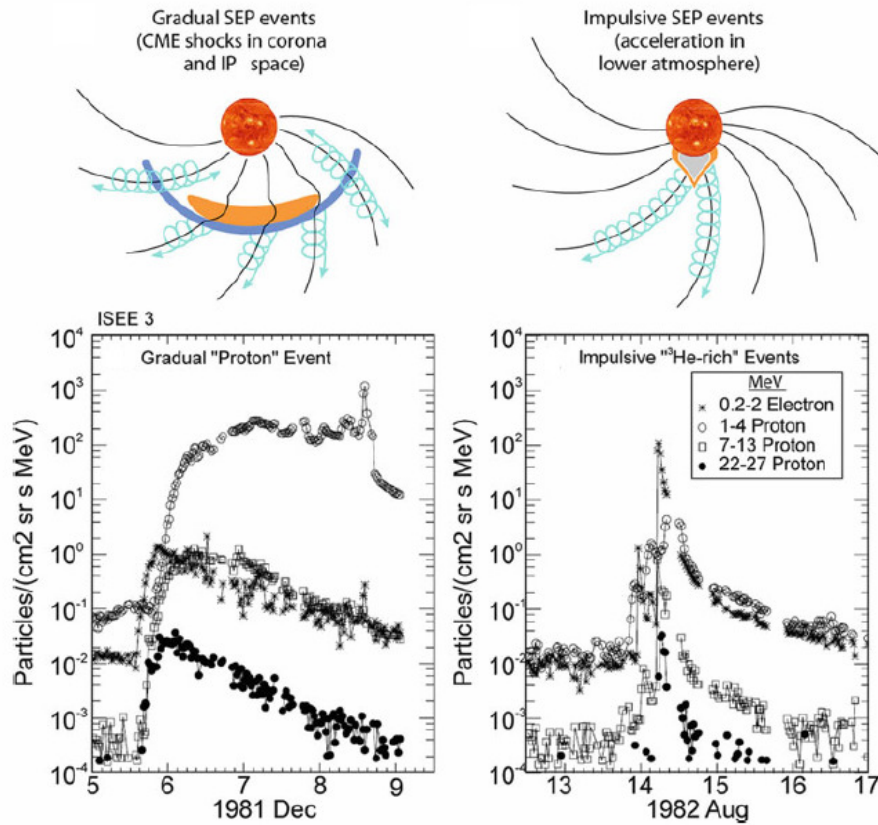 Gradual SEP events
(CME shocks in corona
and IP space)
Impulsive SEP events
(acceleration in
lower atmosphere)
ISEE 3
Gradual "Proton" Event
Particles/(cm2 sr s MeV)
10^4
10^3
10^2
10^1
10^0
10^-1
10^-2
10^-3
10^-4
5 6 7 8 9
1981 Dec
Impulsive "³He-rich" Events
MeV
0.2-2 Electron
1-4 Proton
7-13 Proton
22-27 Proton
Particles/(cm2 sr s MeV)
10^4
10^3
10^2
10^1
10^0
10^-1
10^-2
10^-3
10^-4
13 14 15 16 17
1982 Aug